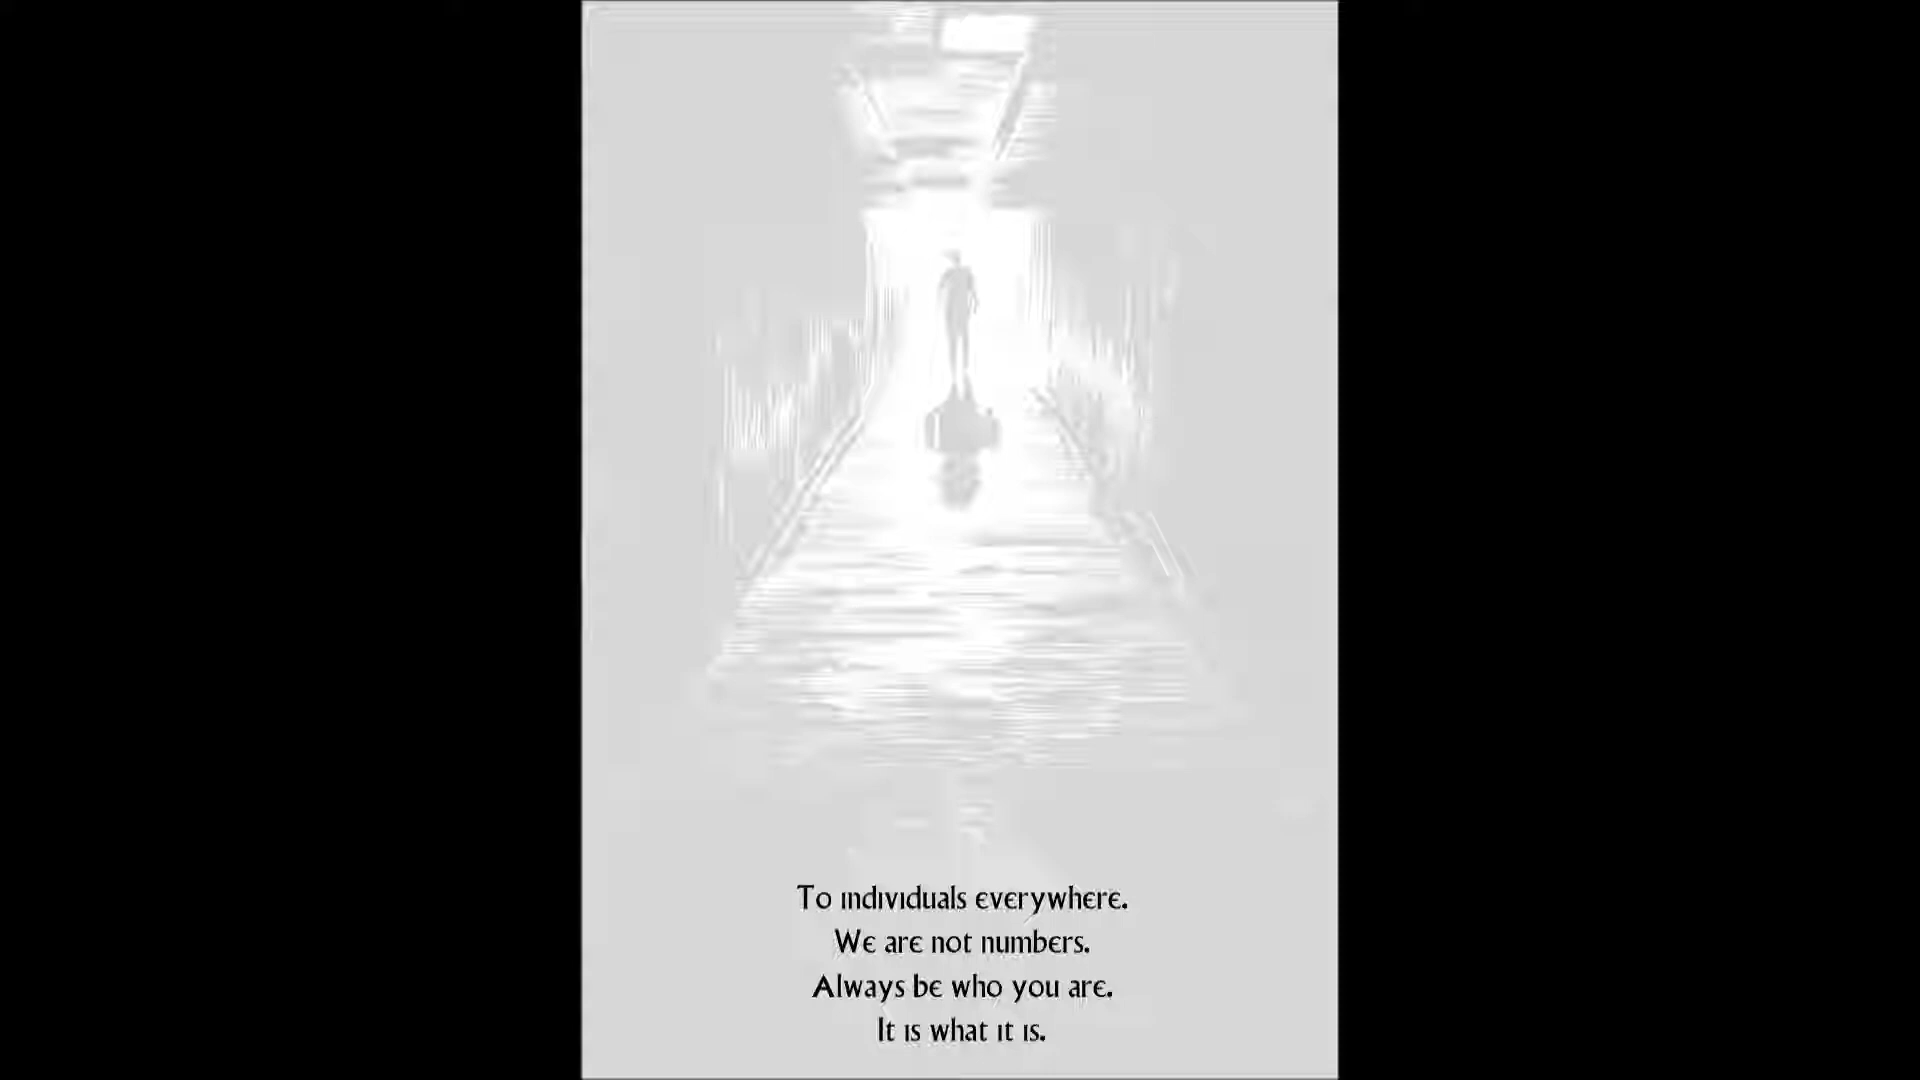 To individuals everywhere.
We are not numbers.
Always be who you are.
It is what it is.